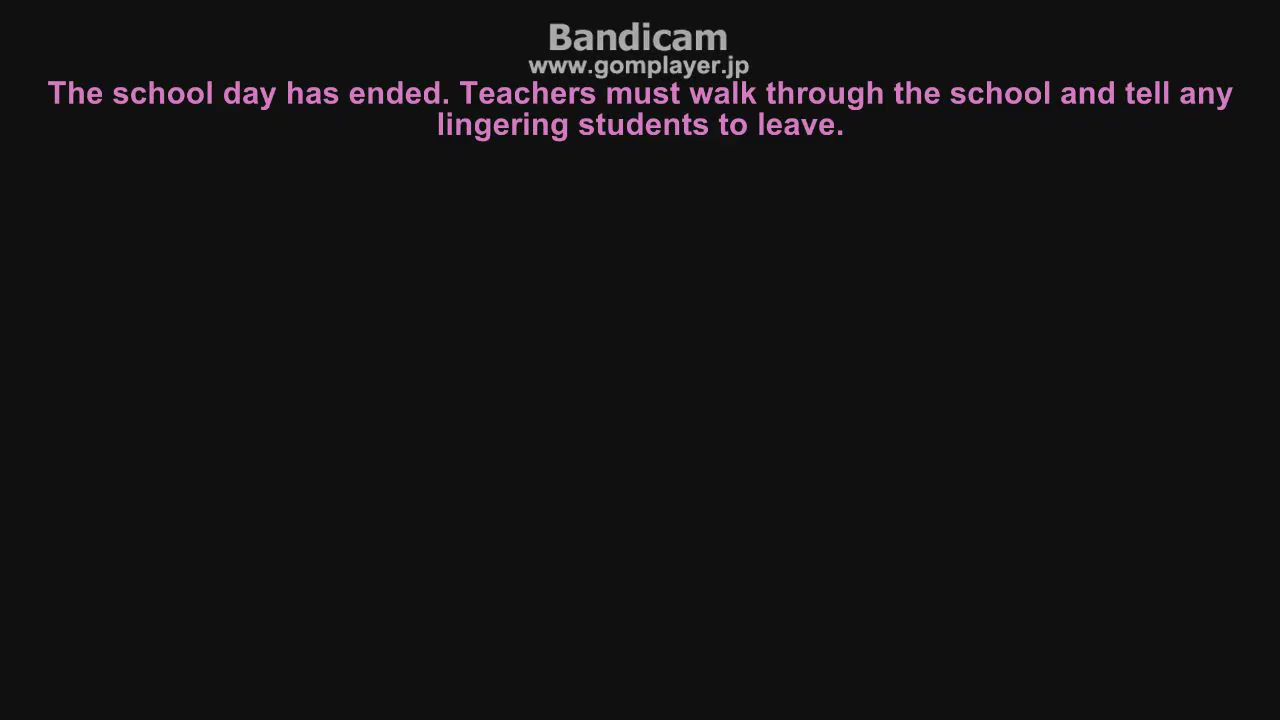 Bandicam
www.gomplayer.jp
The school day has ended. Teachers must walk through the school and tell any
lingering students to leave.